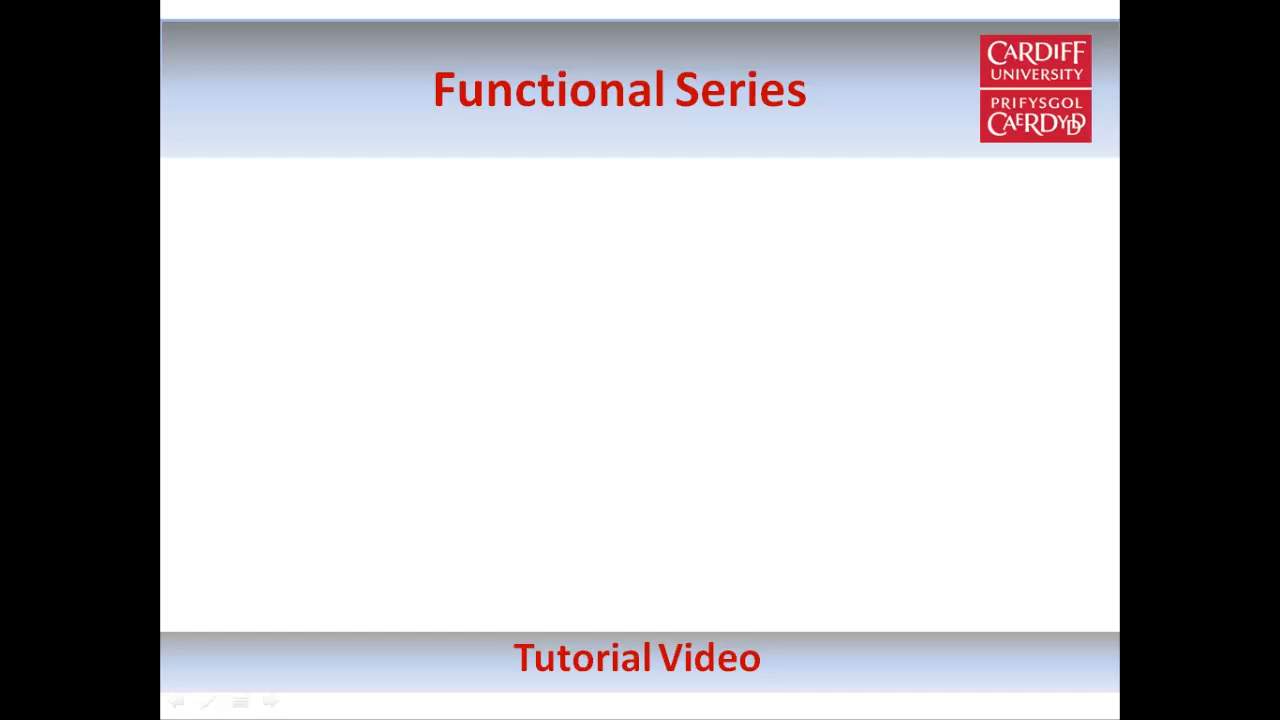 Functional Series
CARDIFF
UNIVERSITY
PRIFYSGOL
CAERDYDD
Tutorial Video